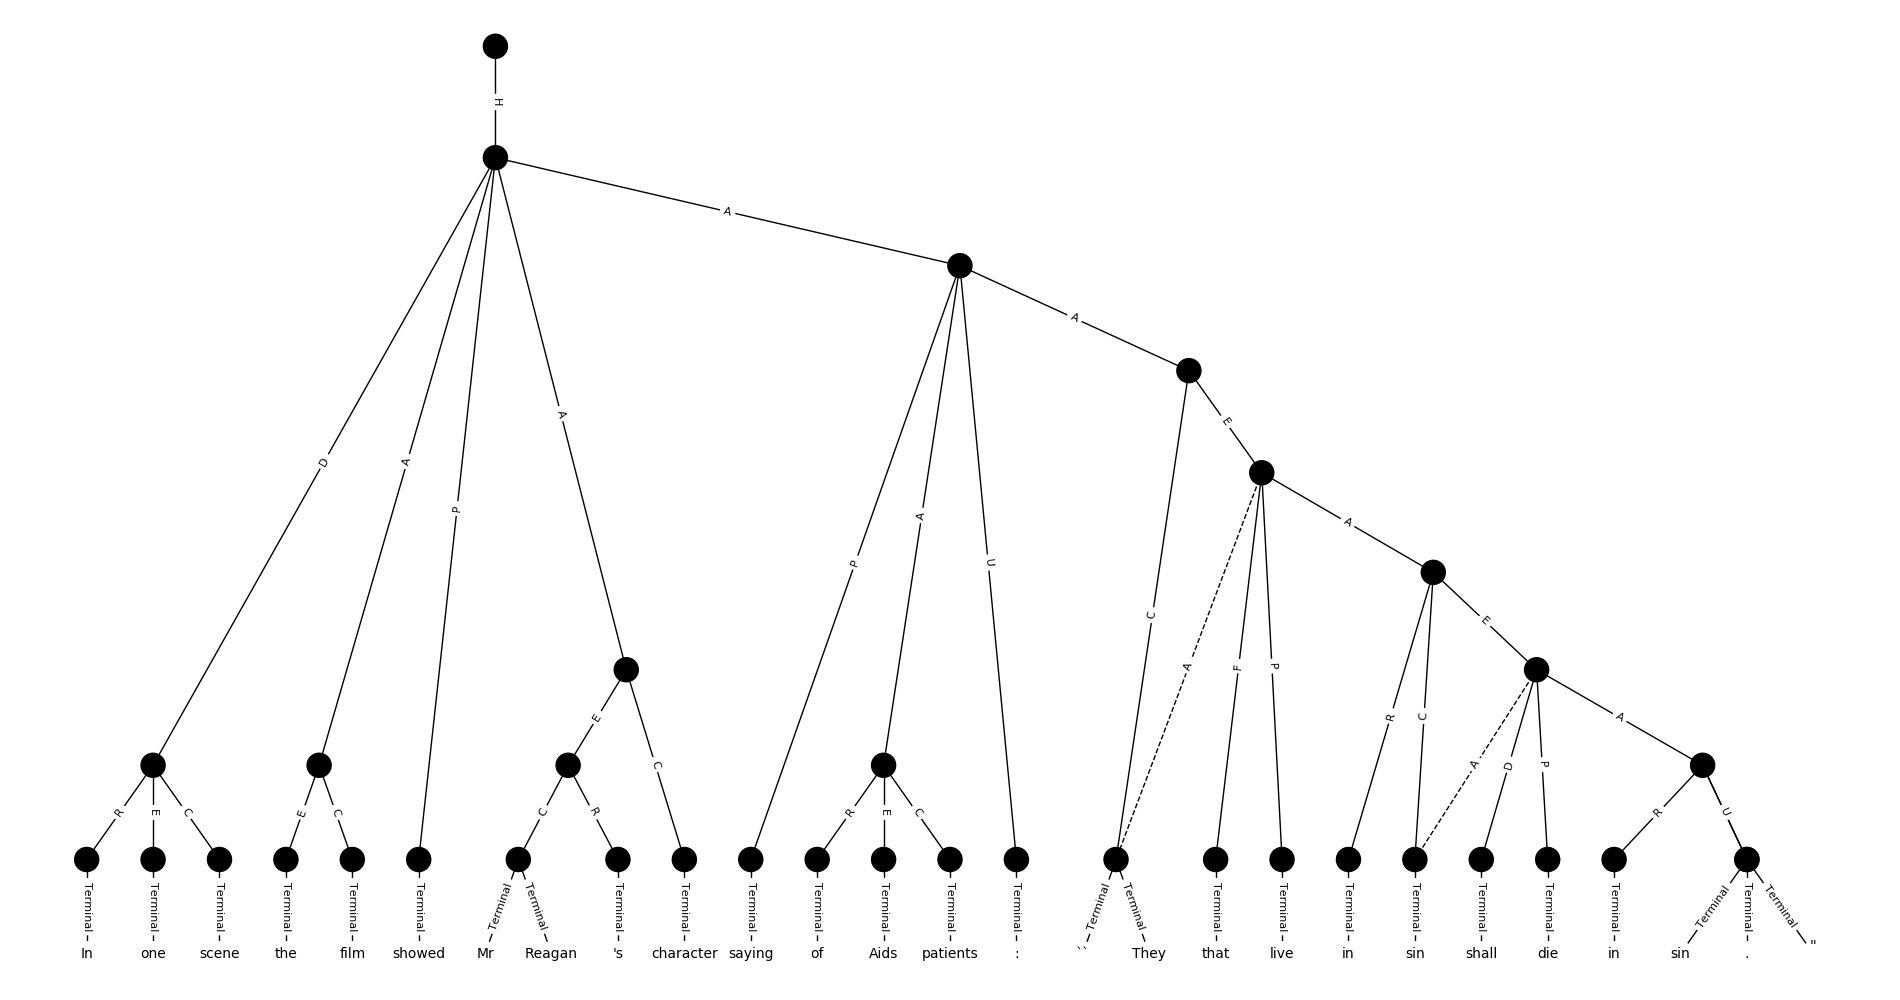 H
A
A
E
D A P A A A
P A U C A F P E R C E A
E C A D P
R E C E C C R R E C R U
Terminal Terminal Terminal Terminal Terminal Terminal Terminal Terminal Terminal Terminal Terminal Terminal Terminal Terminal Terminal Terminal Terminal Terminal Terminal Terminal Terminal Terminal Terminal Terminal Terminal Terminal Terminal
In one scene the film showed Mr Reagan 's character saying of Aids patients : `` They that live in sin shall die in sin . "